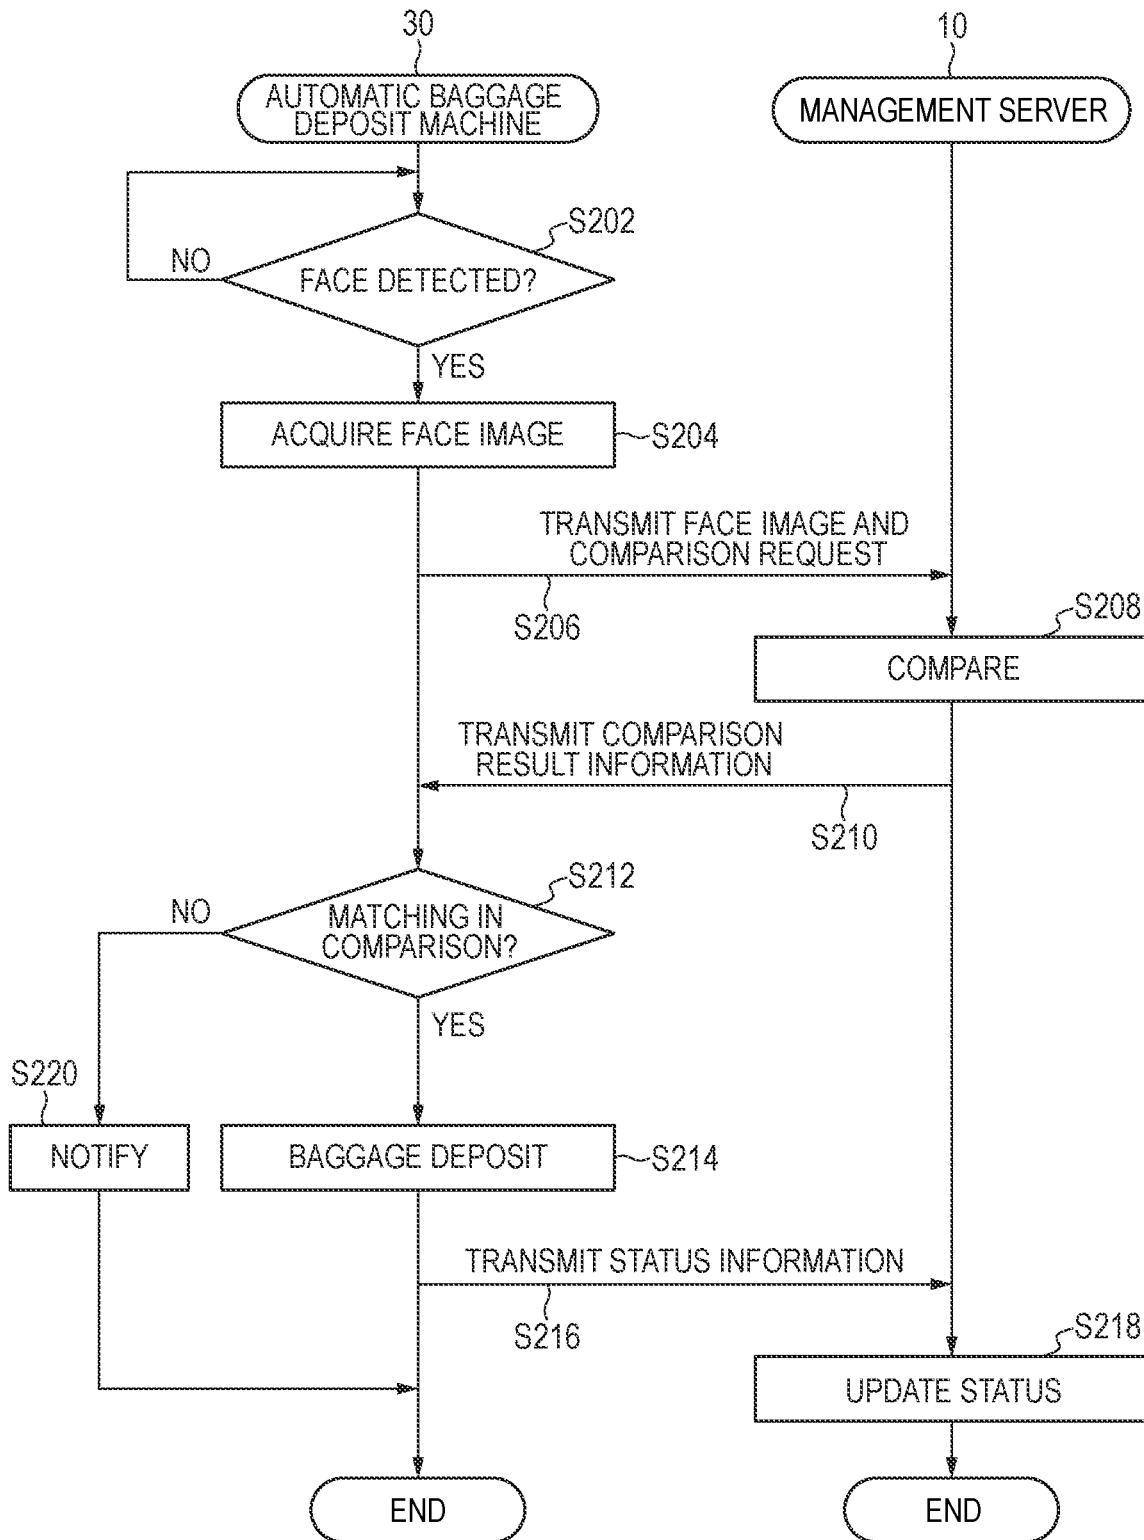 30
10
AUTOMATIC BAGGAGE
DEPOSIT MACHINE
MANAGEMENT SERVER
S202
NO
FACE DETECTED?
YES
ACQUIRE FACE IMAGE
S204
TRANSMIT FACE IMAGE AND
COMPARISON REQUEST
S206
S208
COMPARE
TRANSMIT COMPARISON
RESULT INFORMATION
S210
S212
NO
MATCHING IN
COMPARISON?
YES
S220
NOTIFY
BAGGAGE DEPOSIT
S214
TRANSMIT STATUS INFORMATION
S216
S218
UPDATE STATUS
END
END